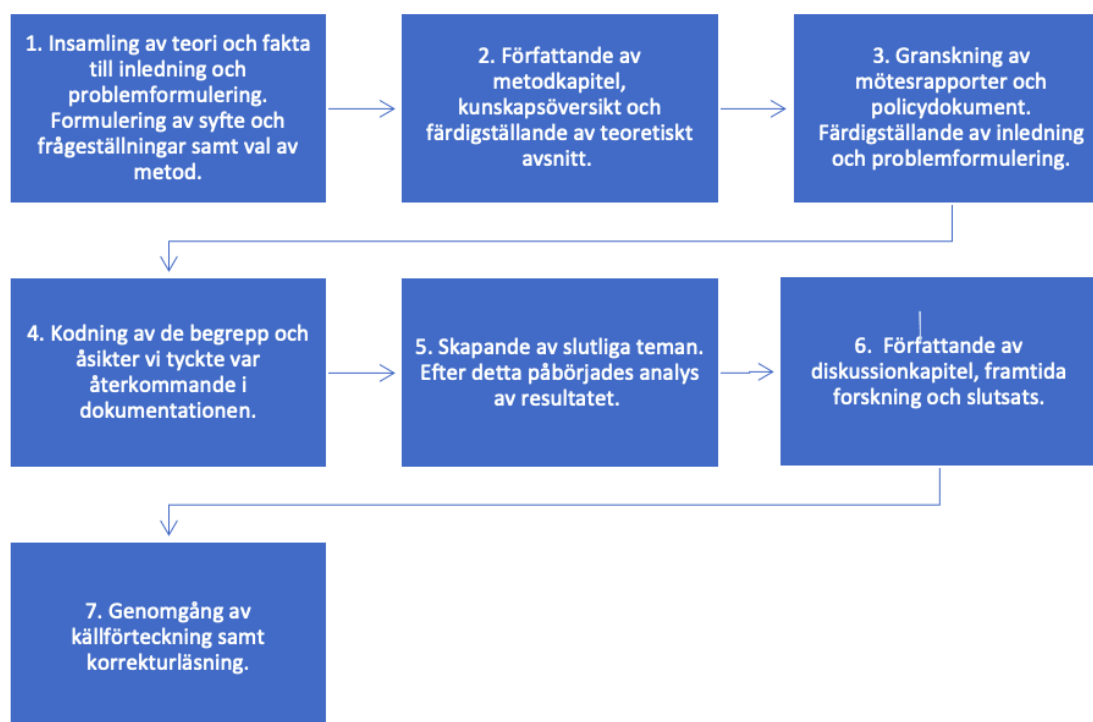 1. Insamling av teori och fakta
till inledning och
problemformulering.
Formulering av syfte och
frågeställningar samt val av
metod.
2. Författande av
metodkapitel,
kunskapsöversikt och
färdigställande av teoretiskt
avsnitt.
3. Granskning av
mötesrapporter och
policydokument.
Färdigställande av inledning
och problemformulering.
4. Kodning av de begrepp och
åsikter vi tyckte var
återkommande i
dokumentationen.
5. Skapande av slutliga teman.
Efter detta påbörjades analys
av resultatet.
6. Författande av
diskussionkapitel, framtida
forskning och slutsats.
7. Genomgång av
källförteckning samt
korrekturläsning.